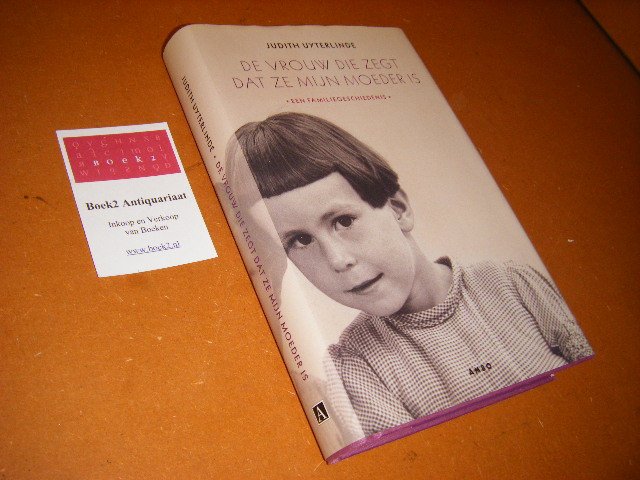 JUDITH UYTERLINDE
DE VROUW DIE ZEGT
DAT ZE MIJN MOEDER IS
• EEN FAMILIEGESCHIEDENIS •
AMBO
JUDITH UYTERLINDE • DE VROUW DIE ZEGT DAT ZE MIJN MOEDER IS
A
BOEK2
Boek2 Antiquariaat
Inkoop en Verkoop
van Boeken
www.boek2.nl